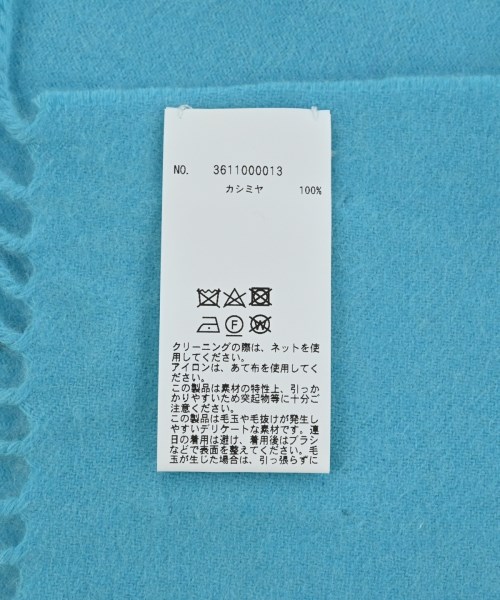 NO. 3611000013
カシミヤ 100%
クリーニングの際は、ネットを使
用してください。
アイロンは、あて布を使用してく
ださい。
この製品は素材の特性上、引っか
かりやすいため突起物等に十分ご
注意ください。
この製品は毛玉や毛抜けが発生し
やすいデリケートな素材です。連
日の着用は避け、着用後はブラシ
などで表面を整えてください。毛
玉が生じた場合は、引っ張らずに